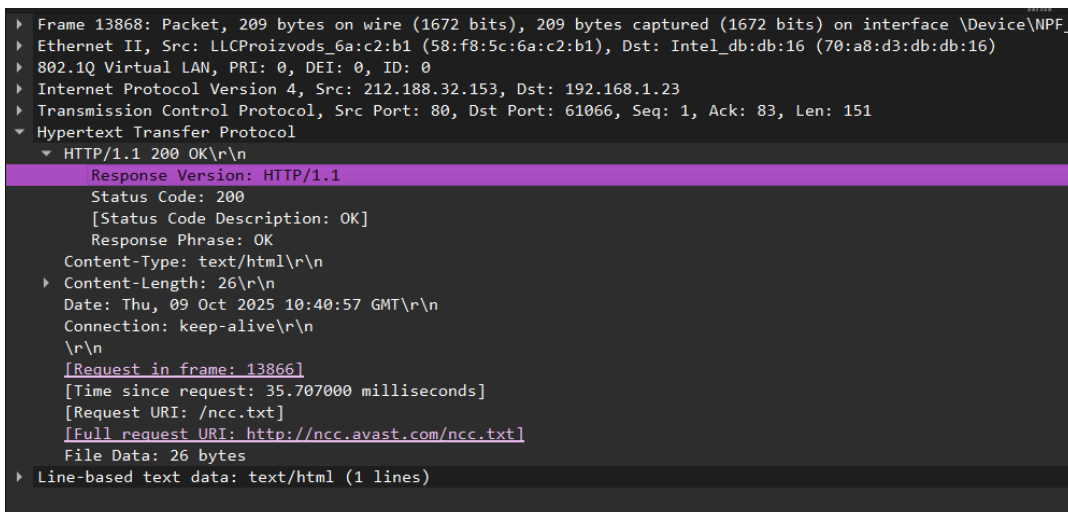 Frame 13868: Packet, 209 bytes on wire (1672 bits), 209 bytes captured (1672 bits) on interface \Device\NPF_
Ethernet II, Src: LLCProizvods_6a:c2:b1 (58:f8:5c:6a:c2:b1), Dst: Intel_db:db:16 (70:a8:d3:db:db:16)
802.1Q Virtual LAN, PRI: 0, DEI: 0, ID: 0
Internet Protocol Version 4, Src: 212.188.32.153, Dst: 192.168.1.23
Transmission Control Protocol, Src Port: 80, Dst Port: 61066, Seq: 1, Ack: 83, Len: 151
Hypertext Transfer Protocol
HTTP/1.1 200 OK\r\n
Response Version: HTTP/1.1
Status Code: 200
[Status Code Description: OK]
Response Phrase: OK
Content-Type: text/html\r\n
Content-Length: 26\r\n
Date: Thu, 09 Oct 2025 10:40:57 GMT\r\n
Connection: keep-alive\r\n
\r\n
[Request in frame: 13866]
[Time since request: 35.707000 milliseconds]
[Request URI: /ncc.txt]
[Full request URI: http://ncc.avast.com/ncc.txt]
File Data: 26 bytes
Line-based text data: text/html (1 lines)